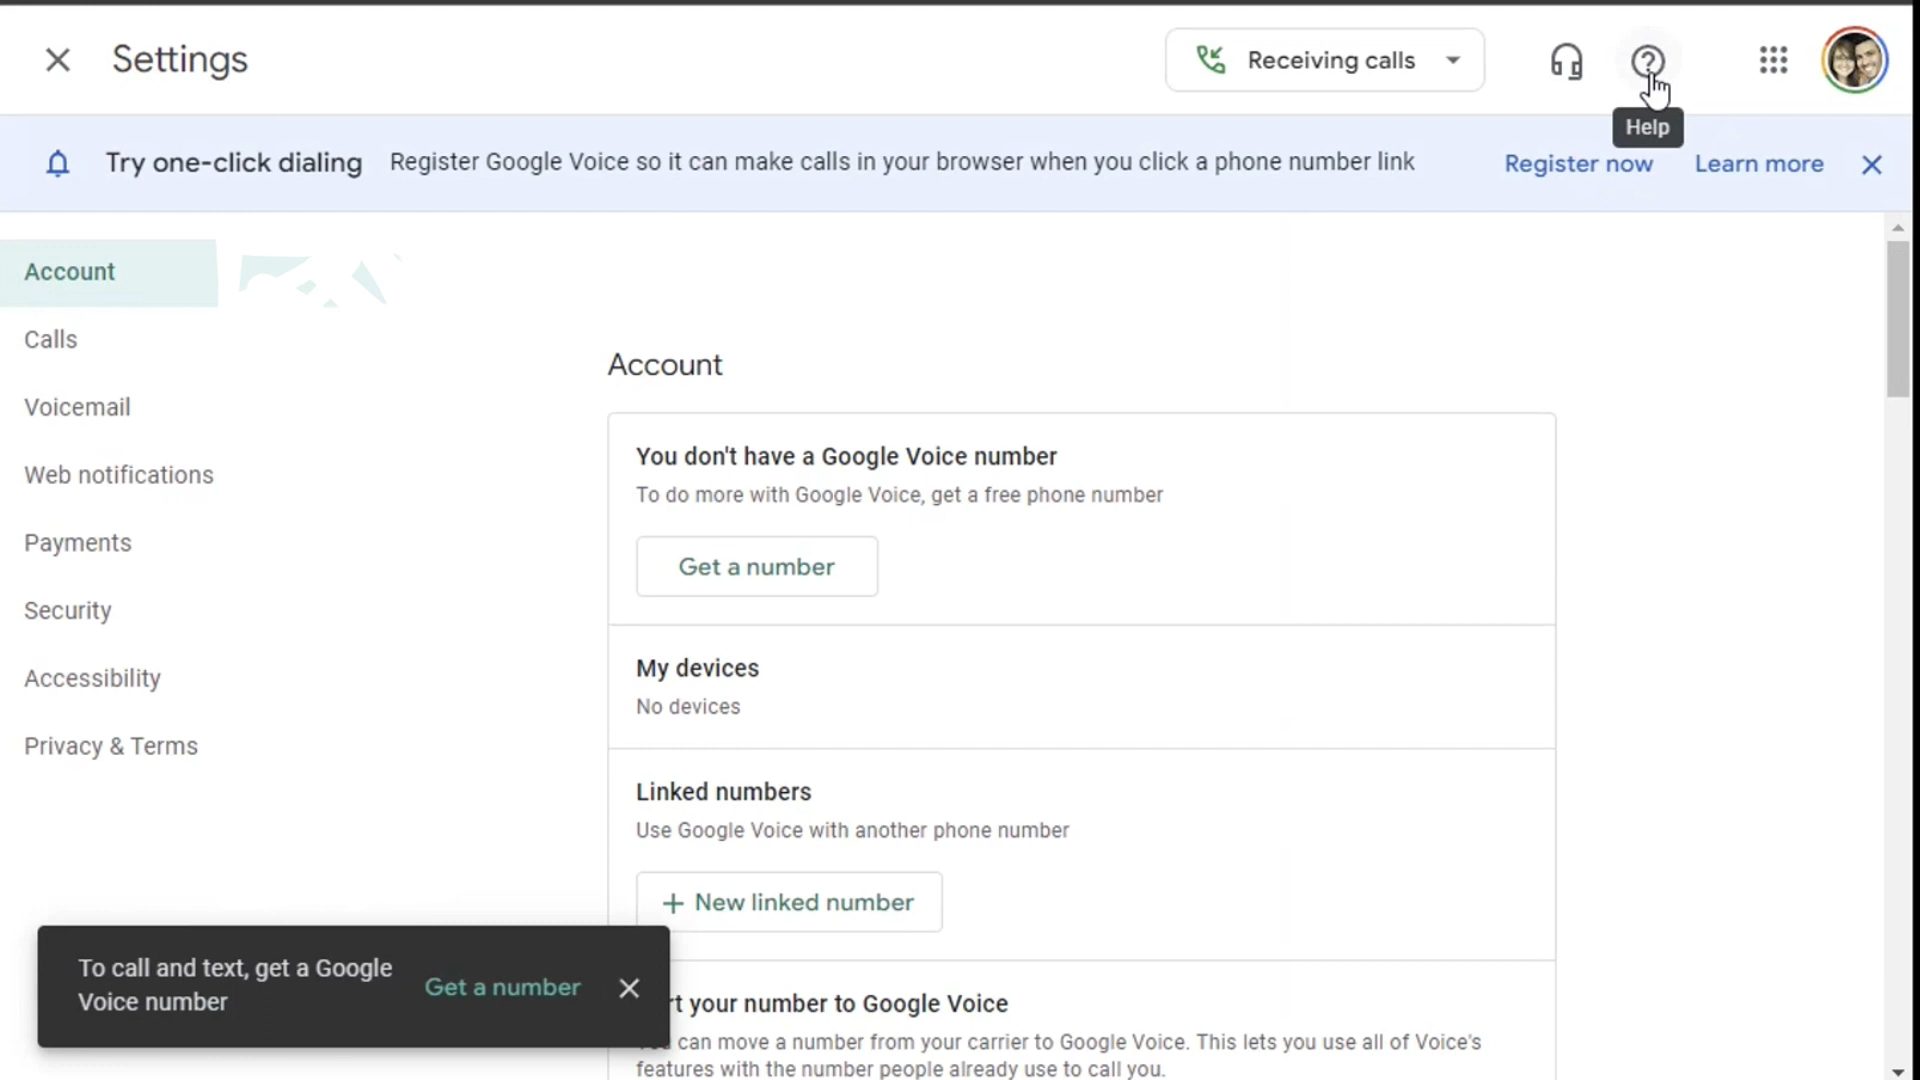 Settings
Receiving calls
Help
Try one-click dialing Register Google Voice so it can make calls in your browser when you click a phone number link Register now Learn more
Account
Calls
Voicemail
Web notifications
Payments
Security
Accessibility
Privacy & Terms
Account
You don't have a Google Voice number
To do more with Google Voice, get a free phone number
Get a number
My devices
No devices
Linked numbers
Use Google Voice with another phone number
+ New linked number
your number to Google Voice
can move a number from your carrier to Google Voice. This lets you use all of Voice's
features with the number people already use to call you.
To call and text, get a Google
Voice number
Get a number